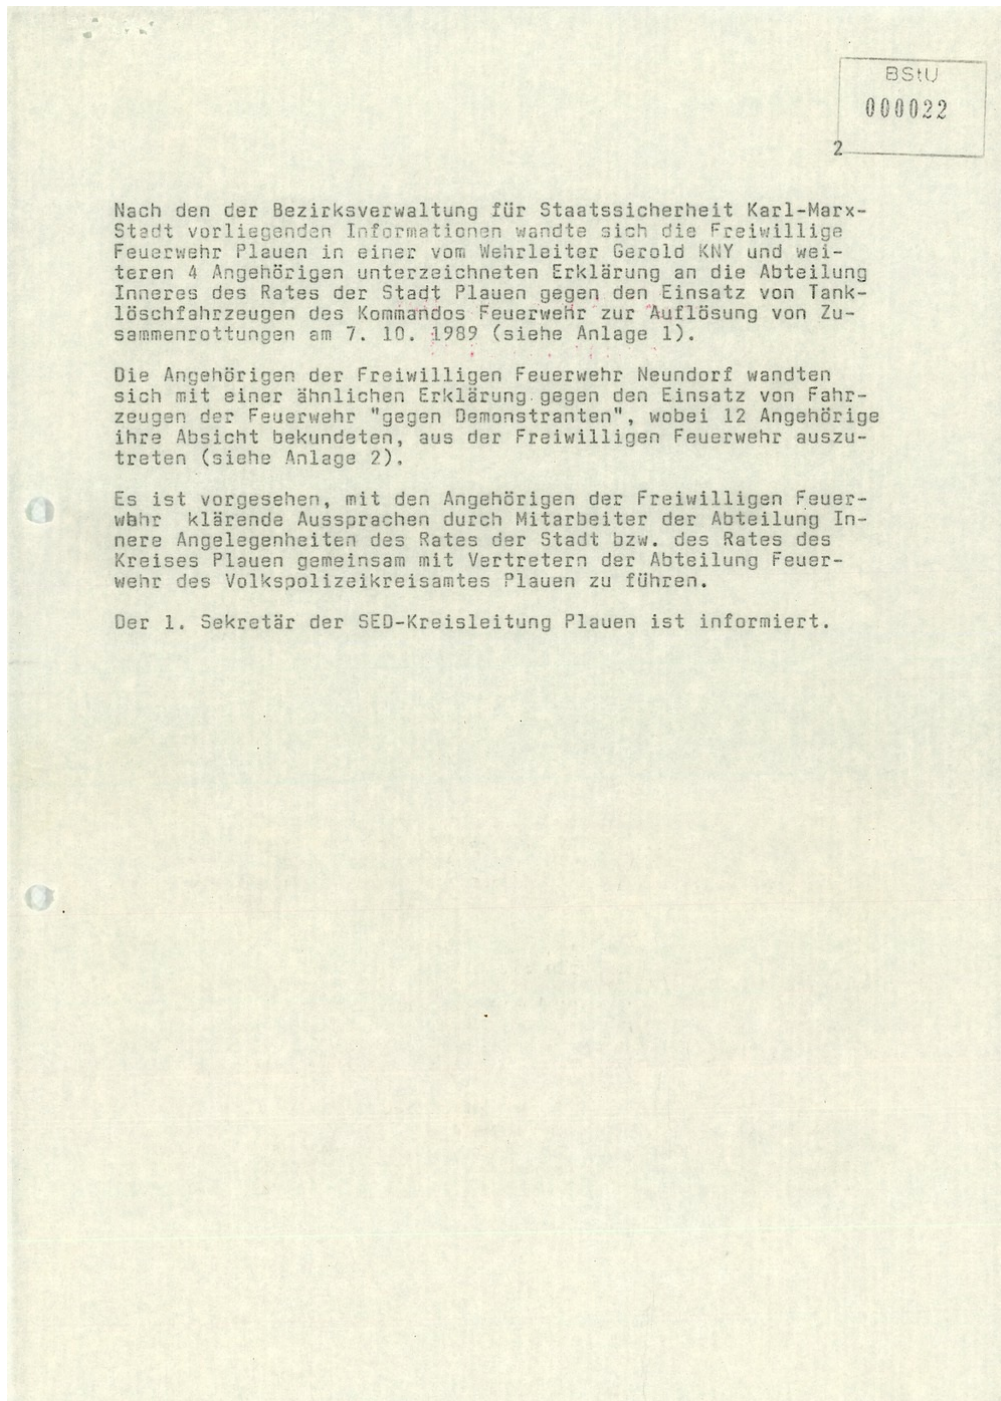 BStU
000022
2
Nach den der Bezirksverwaltung für Staatssicherheit Karl-Marx-
Stadt vorliegenden Informationen wandte sich die Freiwillige
Feuerwehr Plauen in einer vom Wehrleiter Gerold KNY und wei-
teren 4 Angehörigen unterzeichneten Erklärung an die Abteilung
Inneres des Rates der Stadt Plauen gegen den Einsatz von Tank-
löschfahrzeugen des Kommandos Feuerwehr zur Auflösung von Zu-
sammenrottungen am 7. 10. 1989 (siehe Anlage 1).
Die Angehörigen der Freiwilligen Feuerwehr Neundorf wandten
sich mit einer ähnlichen Erklärung gegen den Einsatz von Fahr-
zeugen der Feuerwehr "gegen Demonstranten", wobei 12 Angehörige
ihre Absicht bekundeten, aus der Freiwilligen Feuerwehr auszu-
treten (siehe Anlage 2).
Es ist vorgesehen, mit den Angehörigen der Freiwilligen Feuer-
wehr klärende Aussprachen durch Mitarbeiter der Abteilung In-
nere Angelegenheiten des Rates der Stadt bzw. des Rates des
Kreises Plauen gemeinsam mit Vertretern der Abteilung Feuer-
wehr des Volkspolizeikreisamtes Plauen zu führen.
Der 1. Sekretär der SED-Kreisleitung Plauen ist informiert.